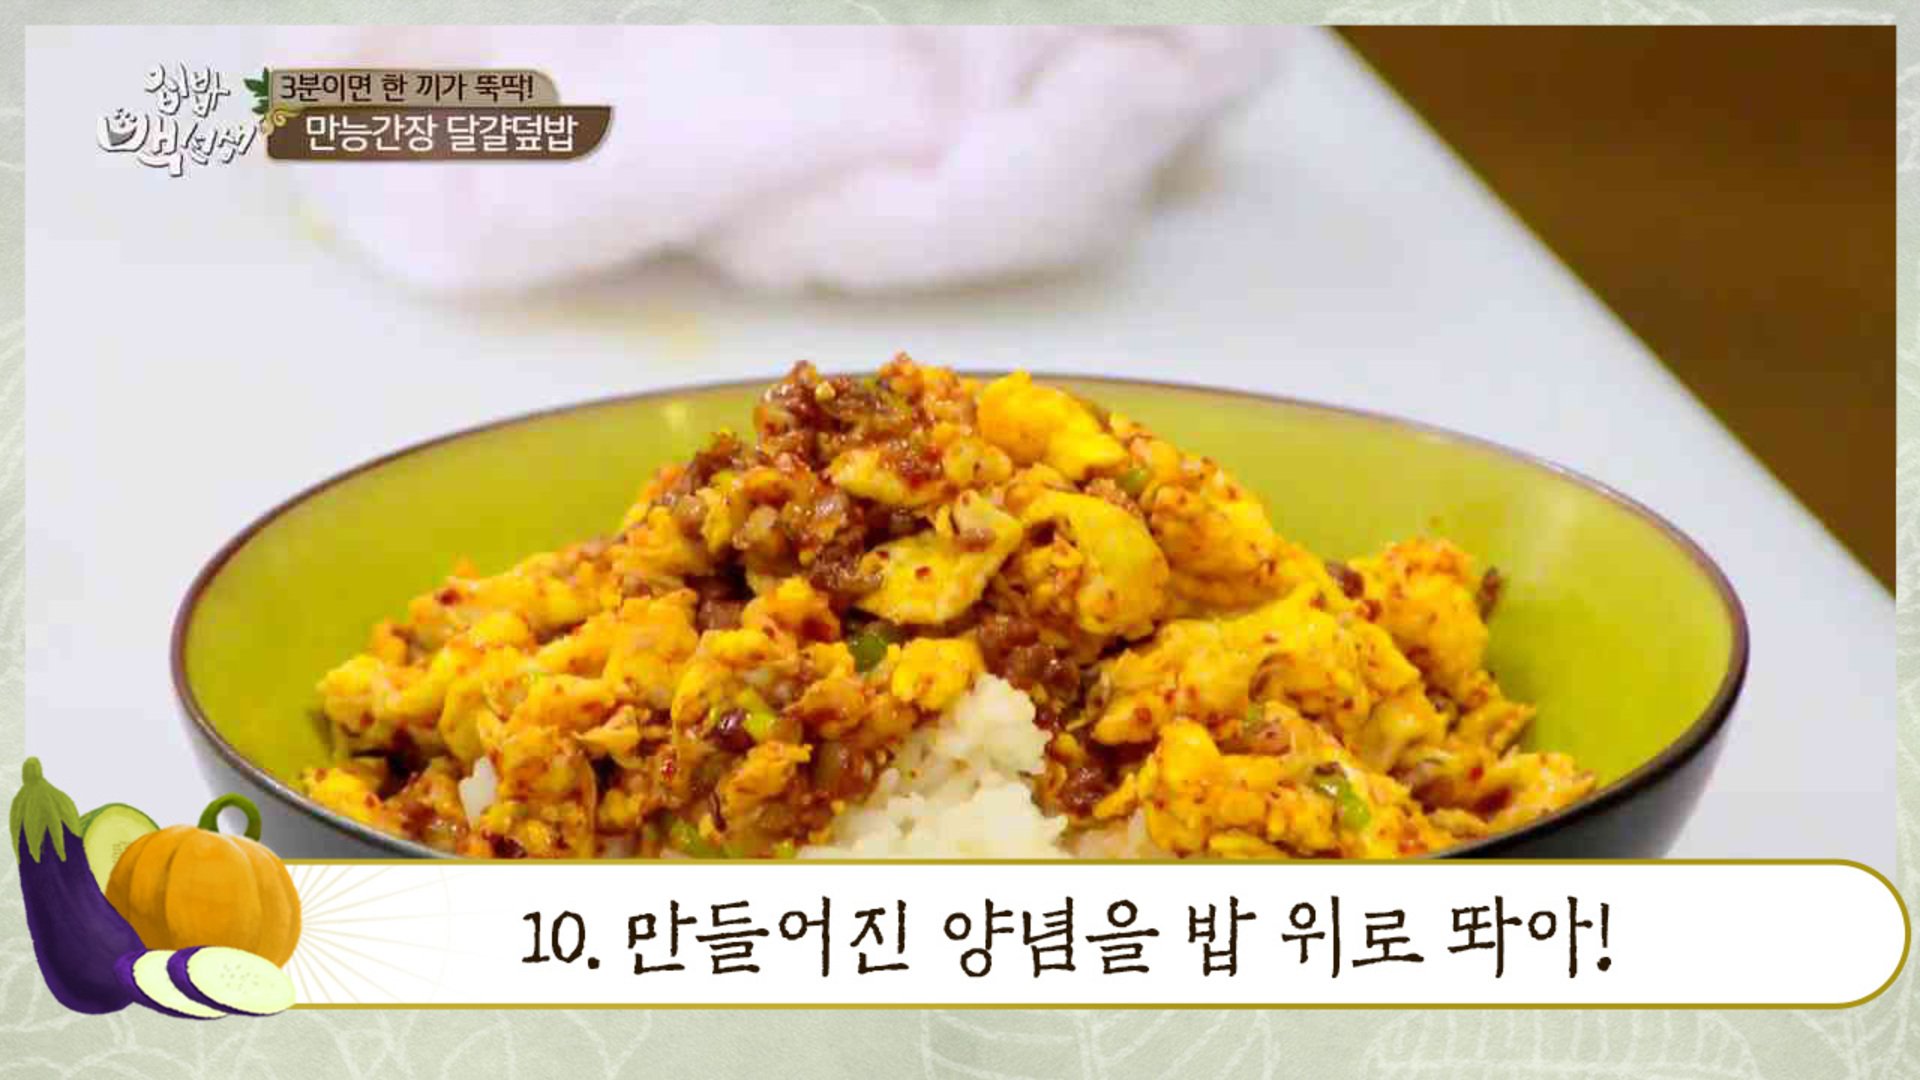 집밥
백선생
3분이면 한 끼가 뚝딱!
만능간장 달걀덮밥
10. 만들어진 양념을 밥 위로 똬아!